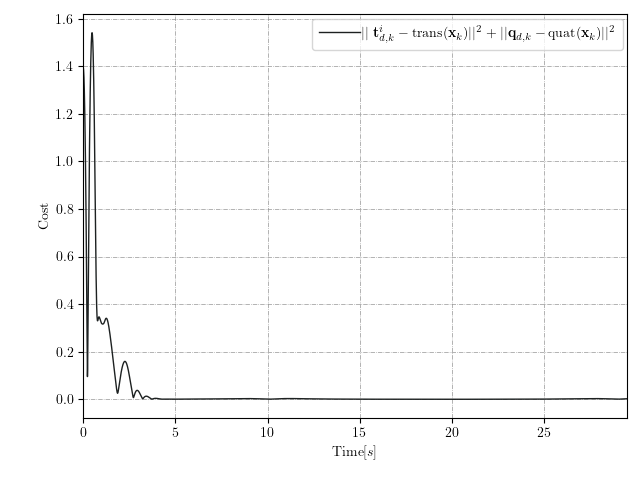 || t^i_{d,k} − trans(x_k)||^2 + ||q_{d,k} − quat(x_k)||^2
1.6
1.4
1.2
1.0
0.8
0.6
0.4
0.2
0.0
Cost
0 5 10 15 20 25
Time[s]